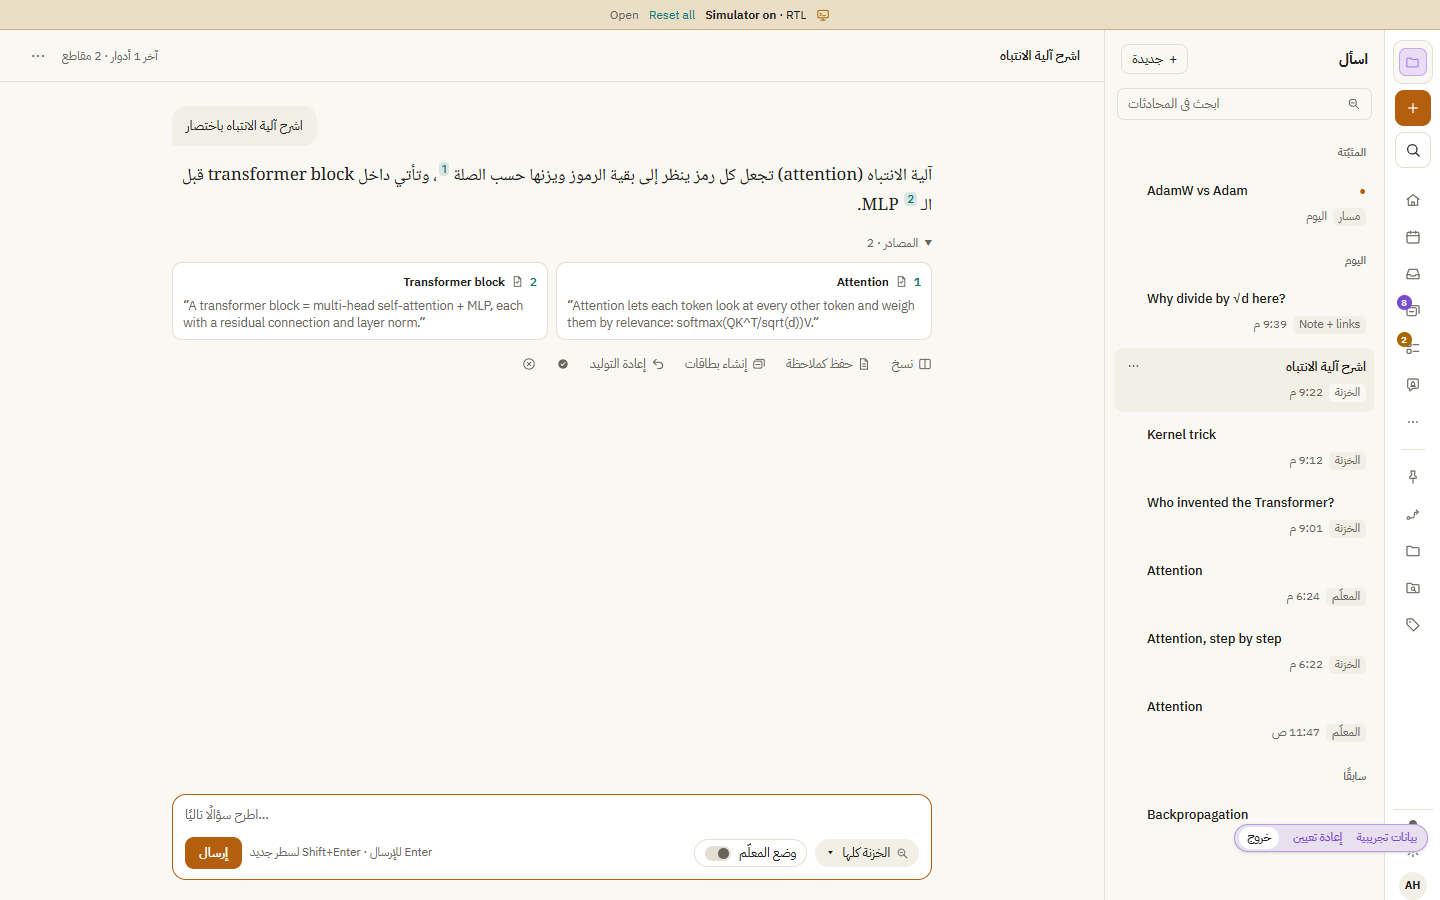 Open Reset all Simulator on · RTL
اسأل
+ جديدة
ابحث في المحادثات
المثبّتة
AdamW vs Adam
مسار اليوم
اليوم
Why divide by √d here?
Note + links 9:39 م
اشرح آلية الانتباه
الخزنة 9:22 م
Kernel trick
الخزنة 9:12 م
Who invented the Transformer?
الخزنة 9:01 م
Attention
المعلّم 6:24 م
Attention, step by step
الخزنة 6:22 م
Attention
المعلّم 11:47 ص
سابقًا
Backpropagation
8
2
بيانات تجريبية إعادة تعيين خروج
AH
اشرح آلية الانتباه
آخر 1 أدوار · 2 مقاطع
اشرح آلية الانتباه باختصار
آلية الانتباه (attention) تجعل كل رمز ينظر إلى بقية الرموز ويزنها حسب الصلة 1، وتأتي داخل transformer block قبل
الـ MLP 2.
المصادر · 2
1 Attention
“Attention lets each token look at every other token and weigh
them by relevance: softmax(QK^T/sqrt(d))V.”
2 Transformer block
“A transformer block = multi-head self-attention + MLP, each
with a residual connection and layer norm.”
نسخ حفظ كملاحظة إنشاء بطاقات إعادة التوليد
اطرح سؤالًا تاليًا...
الخزنة كلها وضع المعلّم
Enter للإرسال · Shift+Enter لسطر جديد
إرسال